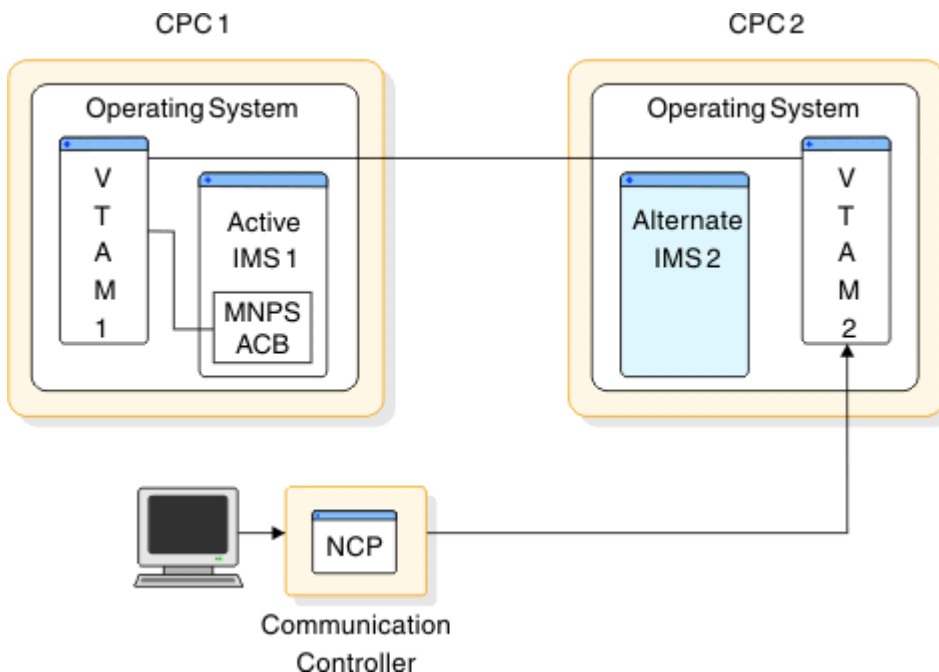 CPC 1
CPC 2
Operating System
V
T
A
M
1
Active
IMS 1
MNPS
ACB
Operating System
Alternate
IMS 2
V
T
A
M
2
NCP
Communication
Controller